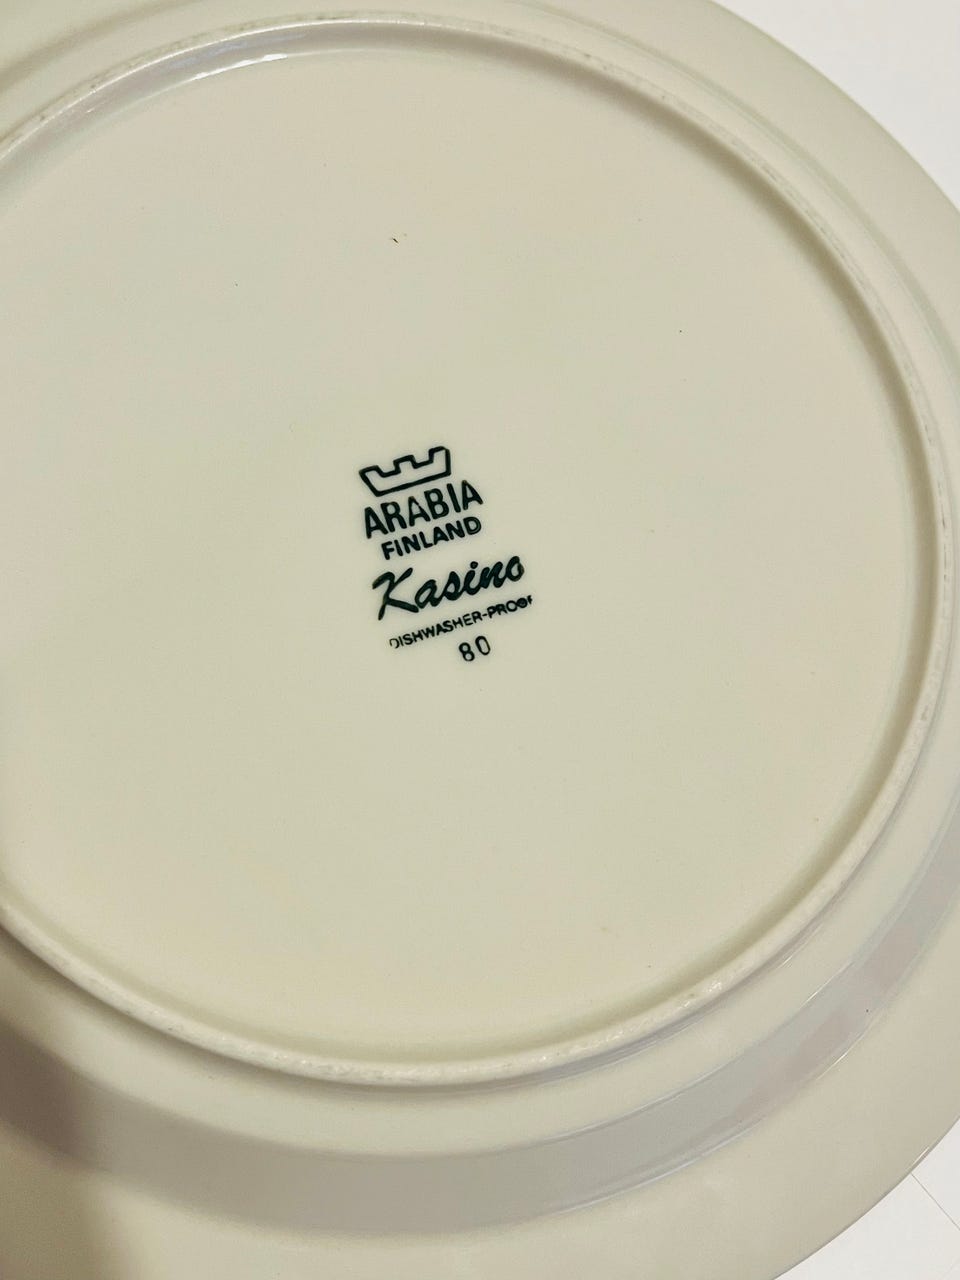 ARABIA
FINLAND
Kasino
DISHWASHER-PROOF
80